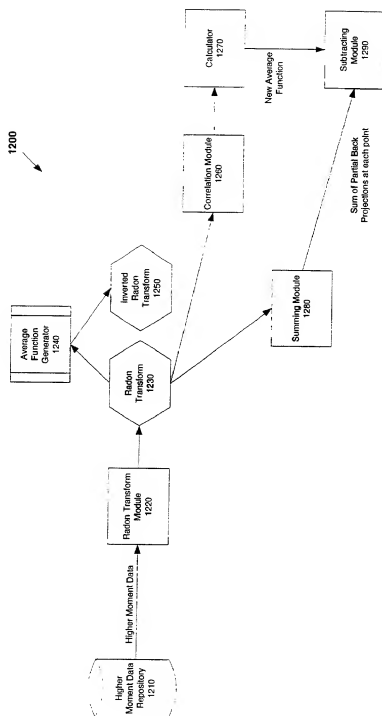 1200
Higher
Moment Data
Repository
1210
Higher Moment Data
Radon Transform
Module
1220
Radon
Transform
1230
Average
Function
Generator
1240
Inverted
Radon
Transform
1250
Correlation Module
1260
Calculator
1270
New Average
Function
Summing Module
1280
Sum of Partial Back
Projections at each point
Subtracting
Module
1290